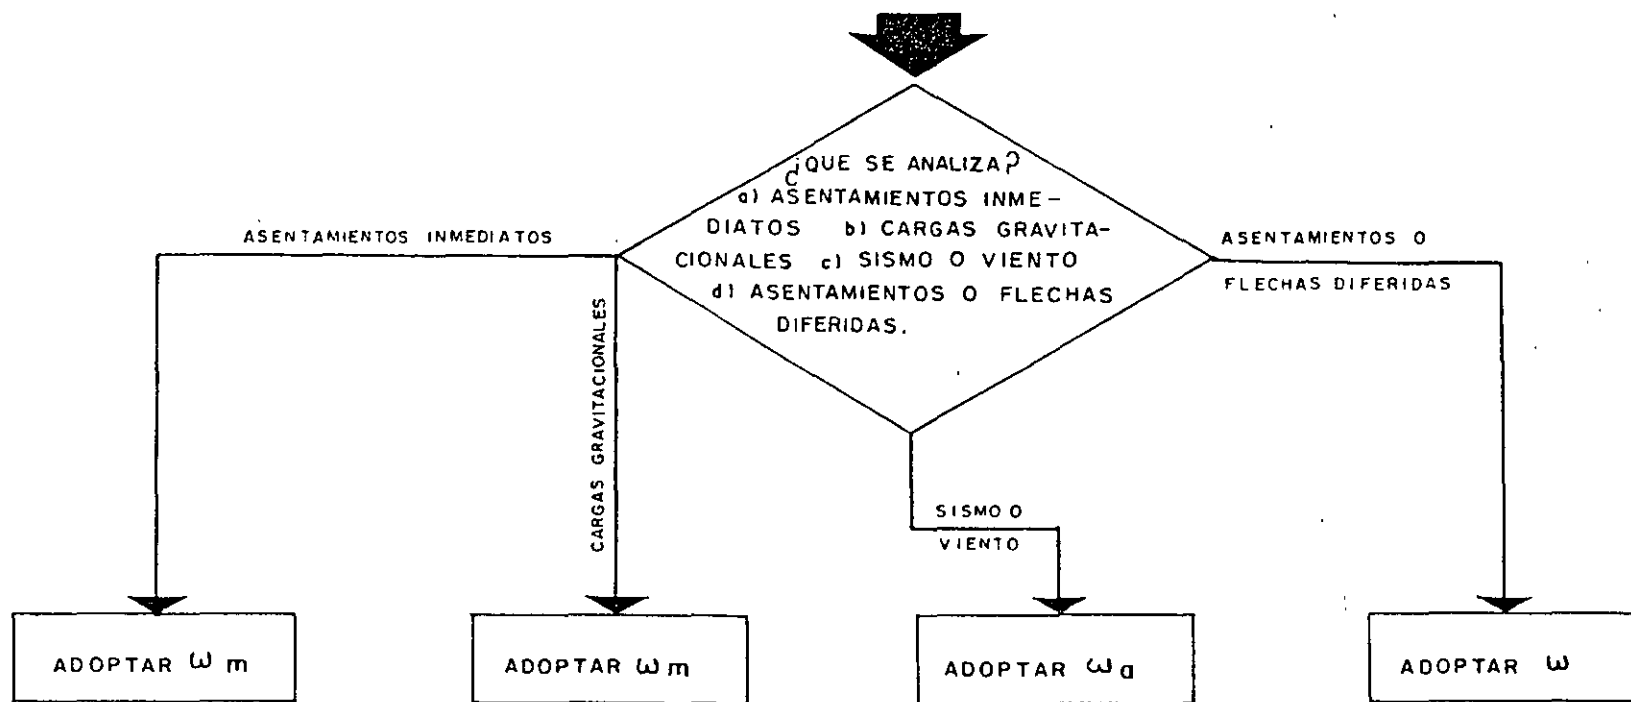 ¿QUE SE ANALIZA?
a) ASENTAMIENTOS INME-
DIATOS b) CARGAS GRAVITA-
CIONALES c) SISMO O VIENTO
d) ASENTAMIENTOS O FLECHAS
DIFERIDAS.
ASENTAMIENTOS INMEDIATOS
CARGAS GRAVITACIONALES
SISMO O
VIENTO
ASENTAMIENTOS O
FLECHAS DIFERIDAS
ADOPTAR ω m
ADOPTAR ω m
ADOPTAR ω a
ADOPTAR ω